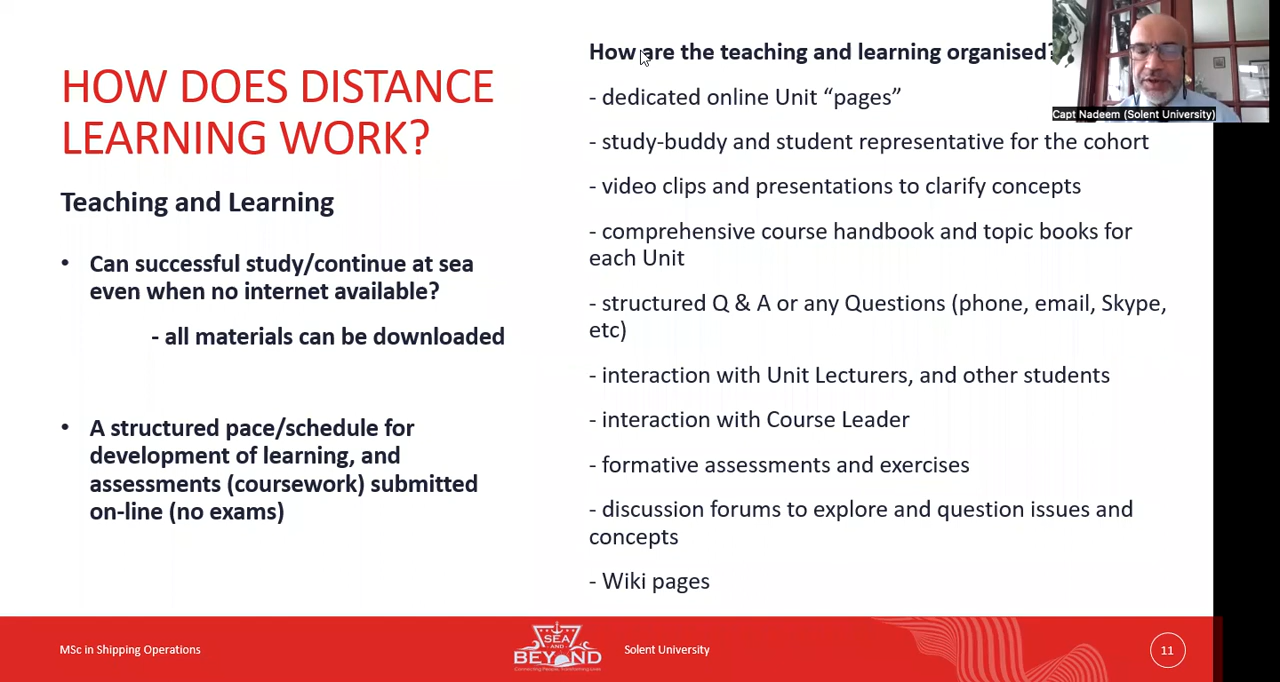 HOW DOES DISTANCE
LEARNING WORK?
Teaching and Learning
• Can successful study/continue at sea
even when no internet available?
- all materials can be downloaded
• A structured pace/schedule for
development of learning, and
assessments (coursework) submitted
on-line (no exams)
How are the teaching and learning organised?
- dedicated online Unit “pages”
- study-buddy and student representative for the cohort
- video clips and presentations to clarify concepts
- comprehensive course handbook and topic books for
each Unit
- structured Q & A or any Questions (phone, email, Skype,
etc)
- interaction with Unit Lecturers, and other students
- interaction with Course Leader
- formative assessments and exercises
- discussion forums to explore and question issues and
concepts
- Wiki pages
Capt Nadeem (Solent University)
MSc in Shipping Operations
SEA
AND
BEYOND
Solent University
11